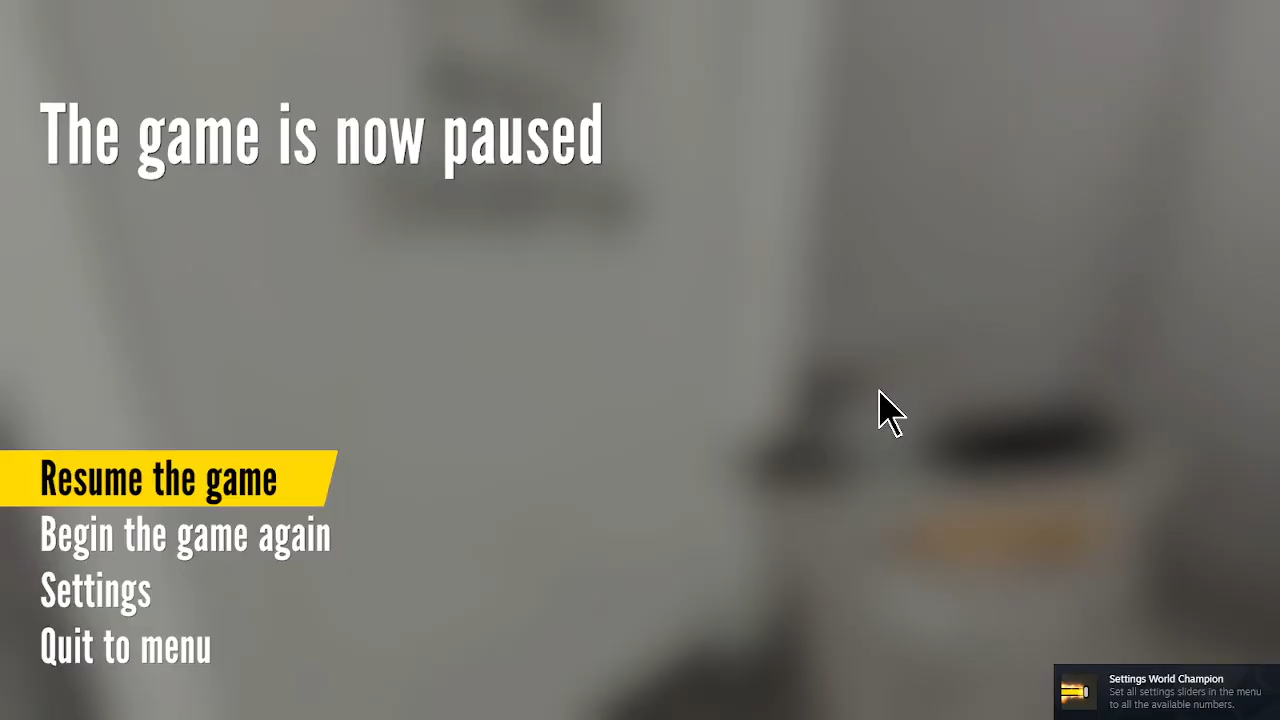 The game is now paused
Resume the game
Begin the game again
Settings
Quit to menu
Settings World Champion
Set all settings sliders in the menu
to all the available numbers.